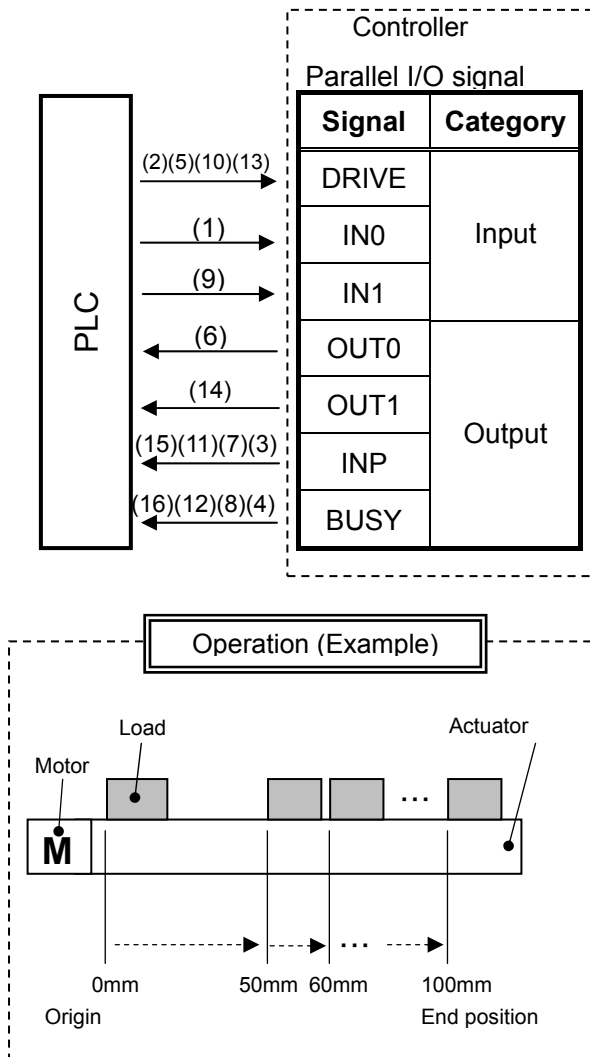 Controller
Parallel I/O signal
Signal Category
(2)(5)(10)(13)
DRIVE
(1)
IN0
Input
(9)
IN1
PLC
(6)
OUT0
(14)
OUT1
Output
(15)(11)(7)(3)
INP
(16)(12)(8)(4)
BUSY
Operation (Example)
Load
Actuator
Motor
...
M
...
0mm 50mm 60mm 100mm
Origin End position